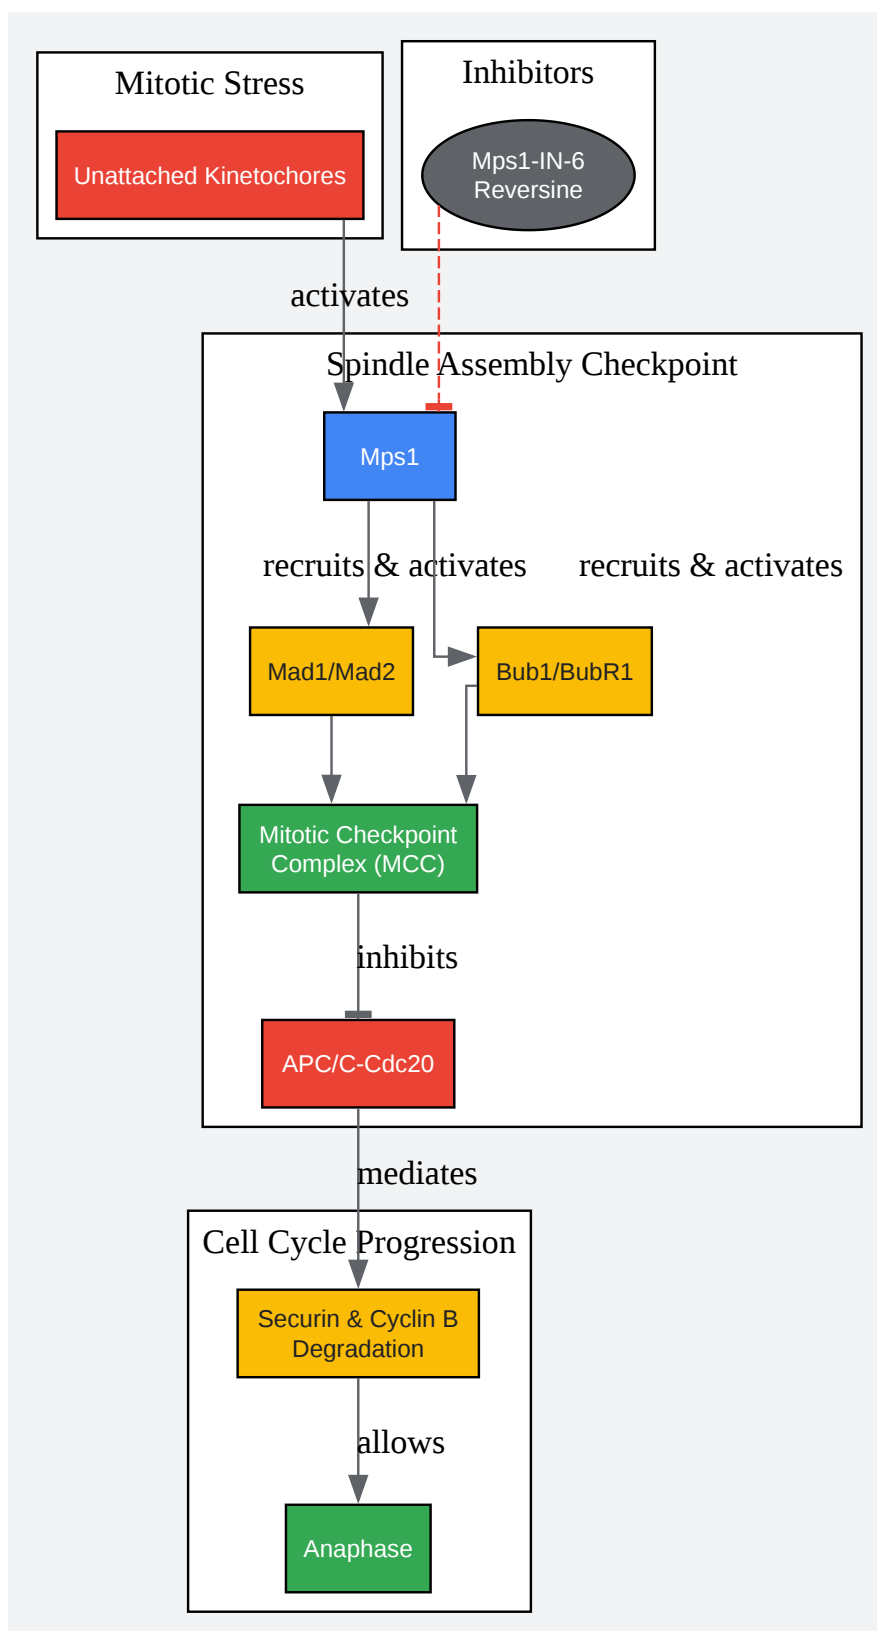 Mitotic Stress
Inhibitors
Unattached Kinetochores
Mps1-IN-6
Reversine
activates
Spindle Assembly Checkpoint
Mps1
recruits & activates
recruits & activates
Mad1/Mad2
Bub1/BubR1
Mitotic Checkpoint
Complex (MCC)
inhibits
APC/C-Cdc20
mediates
Cell Cycle Progression
Securin & Cyclin B
Degradation
allows
Anaphase